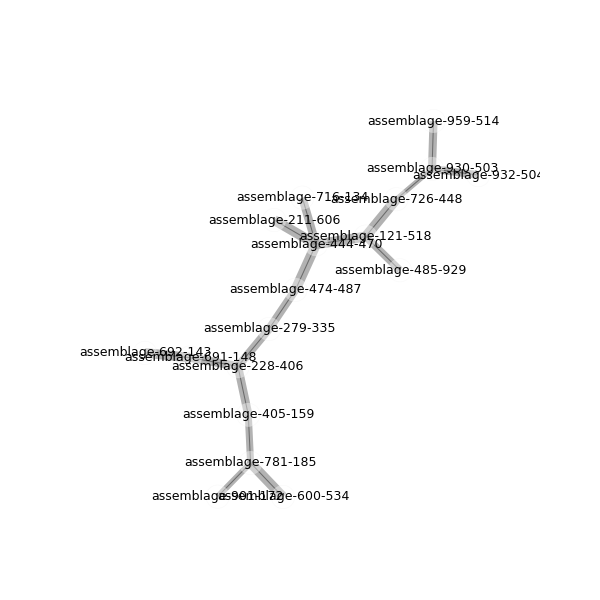 assemblage-959-514
assemblage-930-503
assemblage-932-504
assemblage-716-134
assemblage-726-448
assemblage-211-606
assemblage-121-518
assemblage-444-470
assemblage-485-929
assemblage-474-487
assemblage-279-335
assemblage-692-143
assemblage-691-148
assemblage-228-406
assemblage-405-159
assemblage-781-185
assemblage-901-172
assemblage-600-534